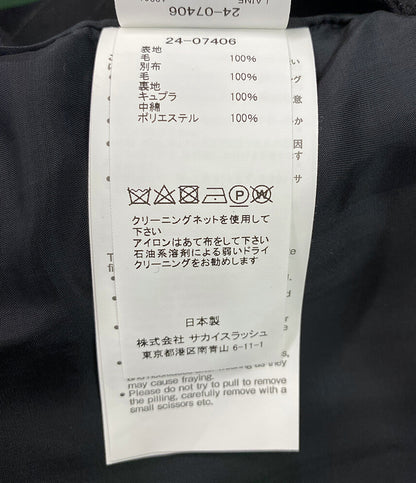 24-07406
LAINE 100%
24-07406
表地
毛 100%
別布
毛 100%
裏地
キュプラ 100%
中綿
ポリエステル 100%
P W
クリーニングネットを使用して
下さい
アイロンはあて布をして下さい
石油系溶剤による弱いドライ
クリーニングをお勧めします
日本製
株式会社 サカイスラッシュ
東京都港区南青山 6-11-1
may cause fraying.
* Please do not try to pull to remove
the pilling, carefully remove with a
small scissors etc.